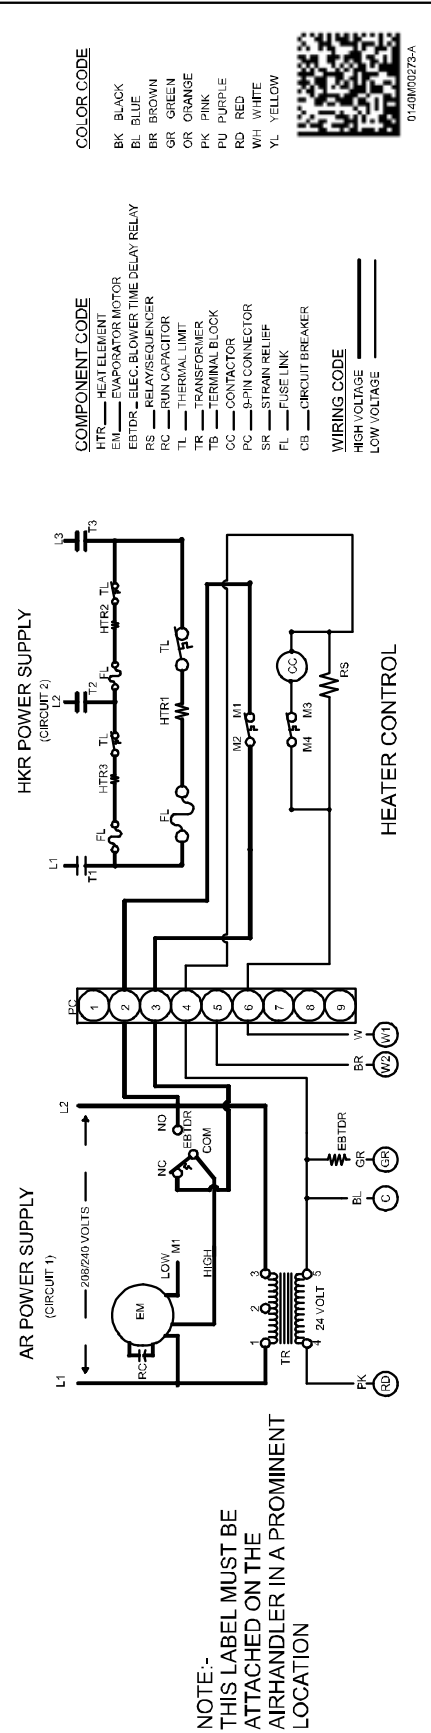 AR POWER SUPPLY
(CIRCUIT 1)
L1
208/240 VOLTS
L2
RC
EM
LOW
M1
HIGH
NC
NO
EBTDR
COM
1
2
3
TR
4
24 VOLT
5
PK
RD
BL
C
GR
GR
EBTDR
BR
W2
W
W1
PC
1
2
3
4
5
6
7
8
9
HKR POWER SUPPLY
(CIRCUIT 2)
L1
L2
L3
T1
T2
T3
FL
HTR3
TL
FL
HTR2
TL
FL
HTR1
TL
M2
M1
M4
M3
CC
RS
HEATER CONTROL
COMPONENT CODE
HTR HEAT ELEMENT
EM EVAPORATOR MOTOR
EBTDR ELEC. BLOWER TIME DELAY RELAY
RS RELAY/SEQUENCER
RC RUN CAPACITOR
TL THERMAL LIMIT
TR TRANSFORMER
TB TERMINAL BLOCK
CC CONTACTOR
PC 9-PIN CONNECTOR
SR STRAIN RELIEF
FL FUSE LINK
CB CIRCUIT BREAKER
WIRING CODE
HIGH VOLTAGE
LOW VOLTAGE
COLOR CODE
BK BLACK
BL BLUE
BR BROWN
GR GREEN
OR ORANGE
PK PINK
PU PURPLE
RD RED
WH WHITE
YL YELLOW
0140M00273-A
NOTE:-
THIS LABEL MUST BE
ATTACHED ON THE
AIRHANDLER IN A PROMINENT
LOCATION